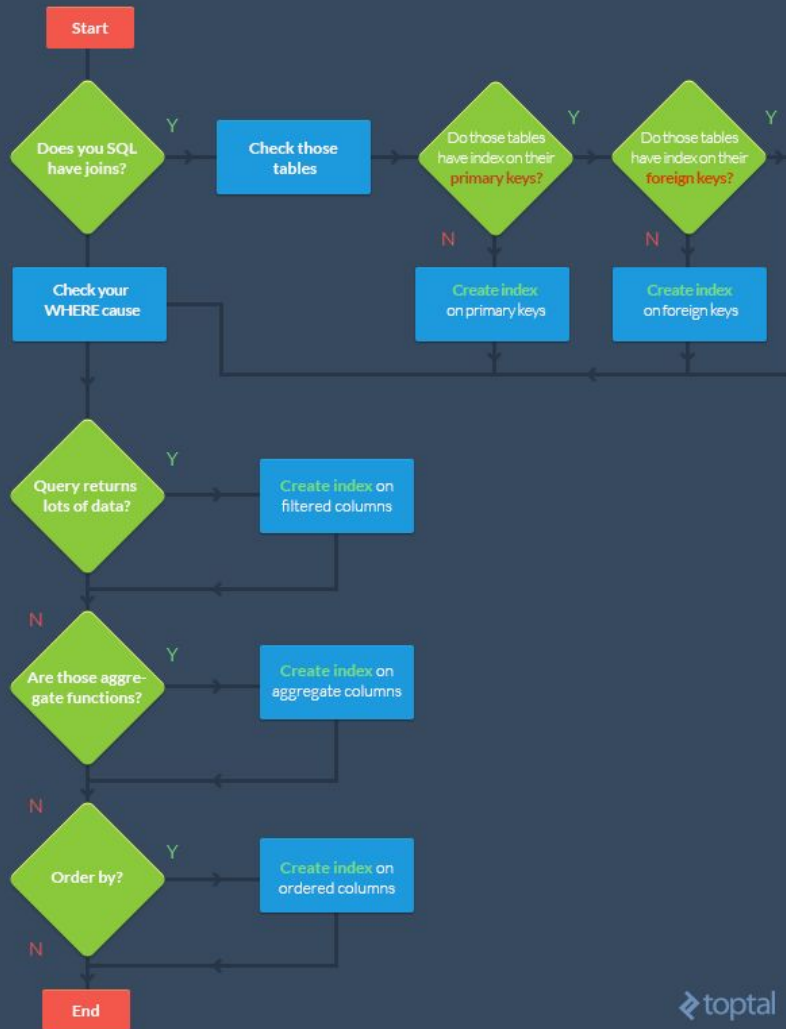 Start
Does you SQL
have joins?
Y
Check those
tables
Do those tables
have index on their
primary keys?
Y
Do those tables
have index on their
foreign keys?
Y
N
N
Check your
WHERE cause
Create index
on primary keys
Create index
on foreign keys
Query returns
lots of data?
Y
Create index on
filtered columns
N
Are those aggre-
gate functions?
Y
Create index on
aggregate columns
N
Order by?
Y
Create index on
ordered columns
N
End
toptal